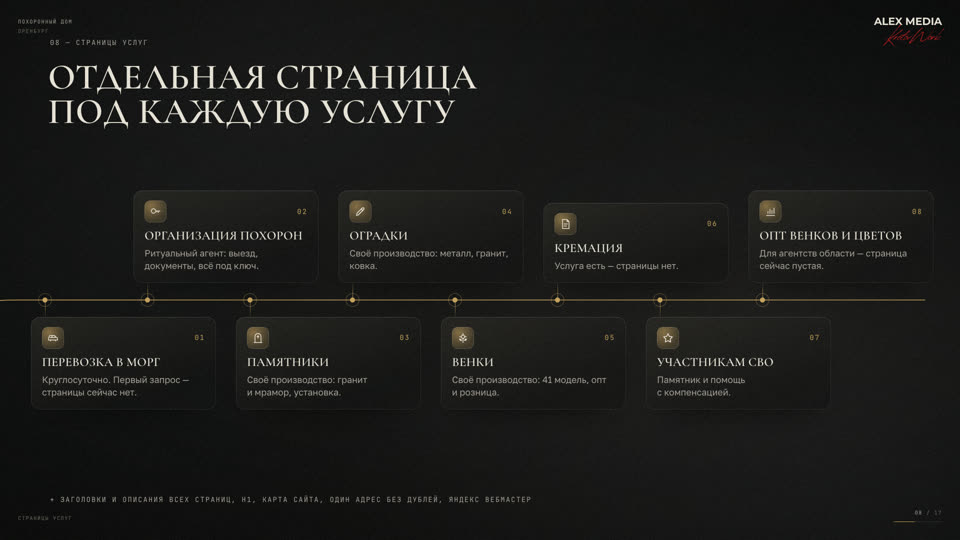 ПОХОРОННЫЙ ДОМ
ОРЕНБУРГ
ALEX MEDIA
08 — СТРАНИЦЫ УСЛУГ
ОТДЕЛЬНАЯ СТРАНИЦА
ПОД КАЖДУЮ УСЛУГУ
02
ОРГАНИЗАЦИЯ ПОХОРОН
Ритуальный агент: выезд,
документы, всё под ключ.
04
ОГРАДКИ
Своё производство: металл, гранит,
ковка.
06
КРЕМАЦИЯ
Услуга есть — страницы нет.
08
ОПТ ВЕНКОВ И ЦВЕТОВ
Для агентств области — страница
сейчас пустая.
01
ПЕРЕВОЗКА В МОРГ
Круглосуточно. Первый запрос —
страницы сейчас нет.
03
ПАМЯТНИКИ
Своё производство: гранит
и мрамор, установка.
05
ВЕНКИ
Своё производство: 41 модель, опт
и розница.
07
УЧАСТНИКАМ СВО
Памятник и помощь
с компенсацией.
+ ЗАГОЛОВКИ И ОПИСАНИЯ ВСЕХ СТРАНИЦ, H1, КАРТА САЙТА, ОДИН АДРЕС БЕЗ ДУБЛЕЙ, ЯНДЕКС ВЕБМАСТЕР
СТРАНИЦЫ УСЛУГ
08 / 17